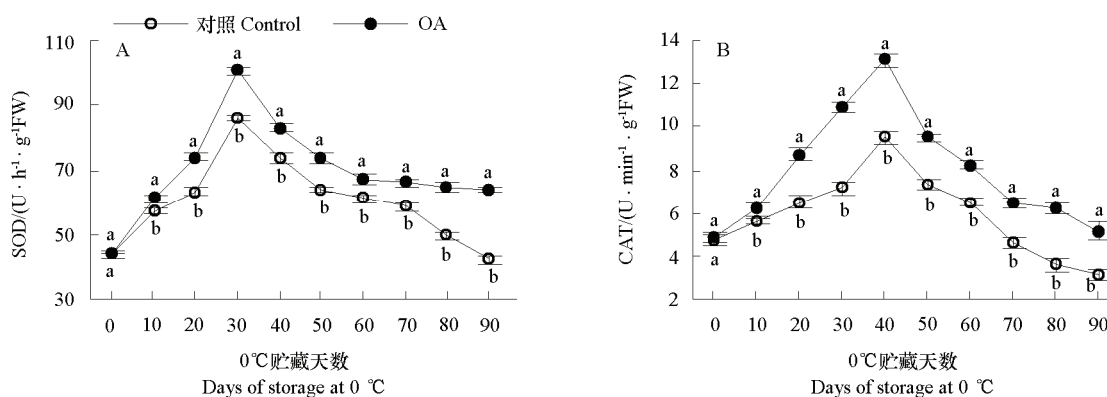 对照 Control OA
110
90
70
50
30
SOD/(U · h⁻¹ · g⁻¹FW)
A
a a a a a a a a a a
a b b b b b b b b b
0 10 20 30 40 50 60 70 80 90
0℃贮藏天数
Days of storage at 0 ℃
14
12
10
8
6
4
2
CAT/(U · min⁻¹ · g⁻¹FW)
B
a a a a a a a a a a
a b b b b b b b b b
0 10 20 30 40 50 60 70 80 90
0℃贮藏天数
Days of storage at 0 ℃